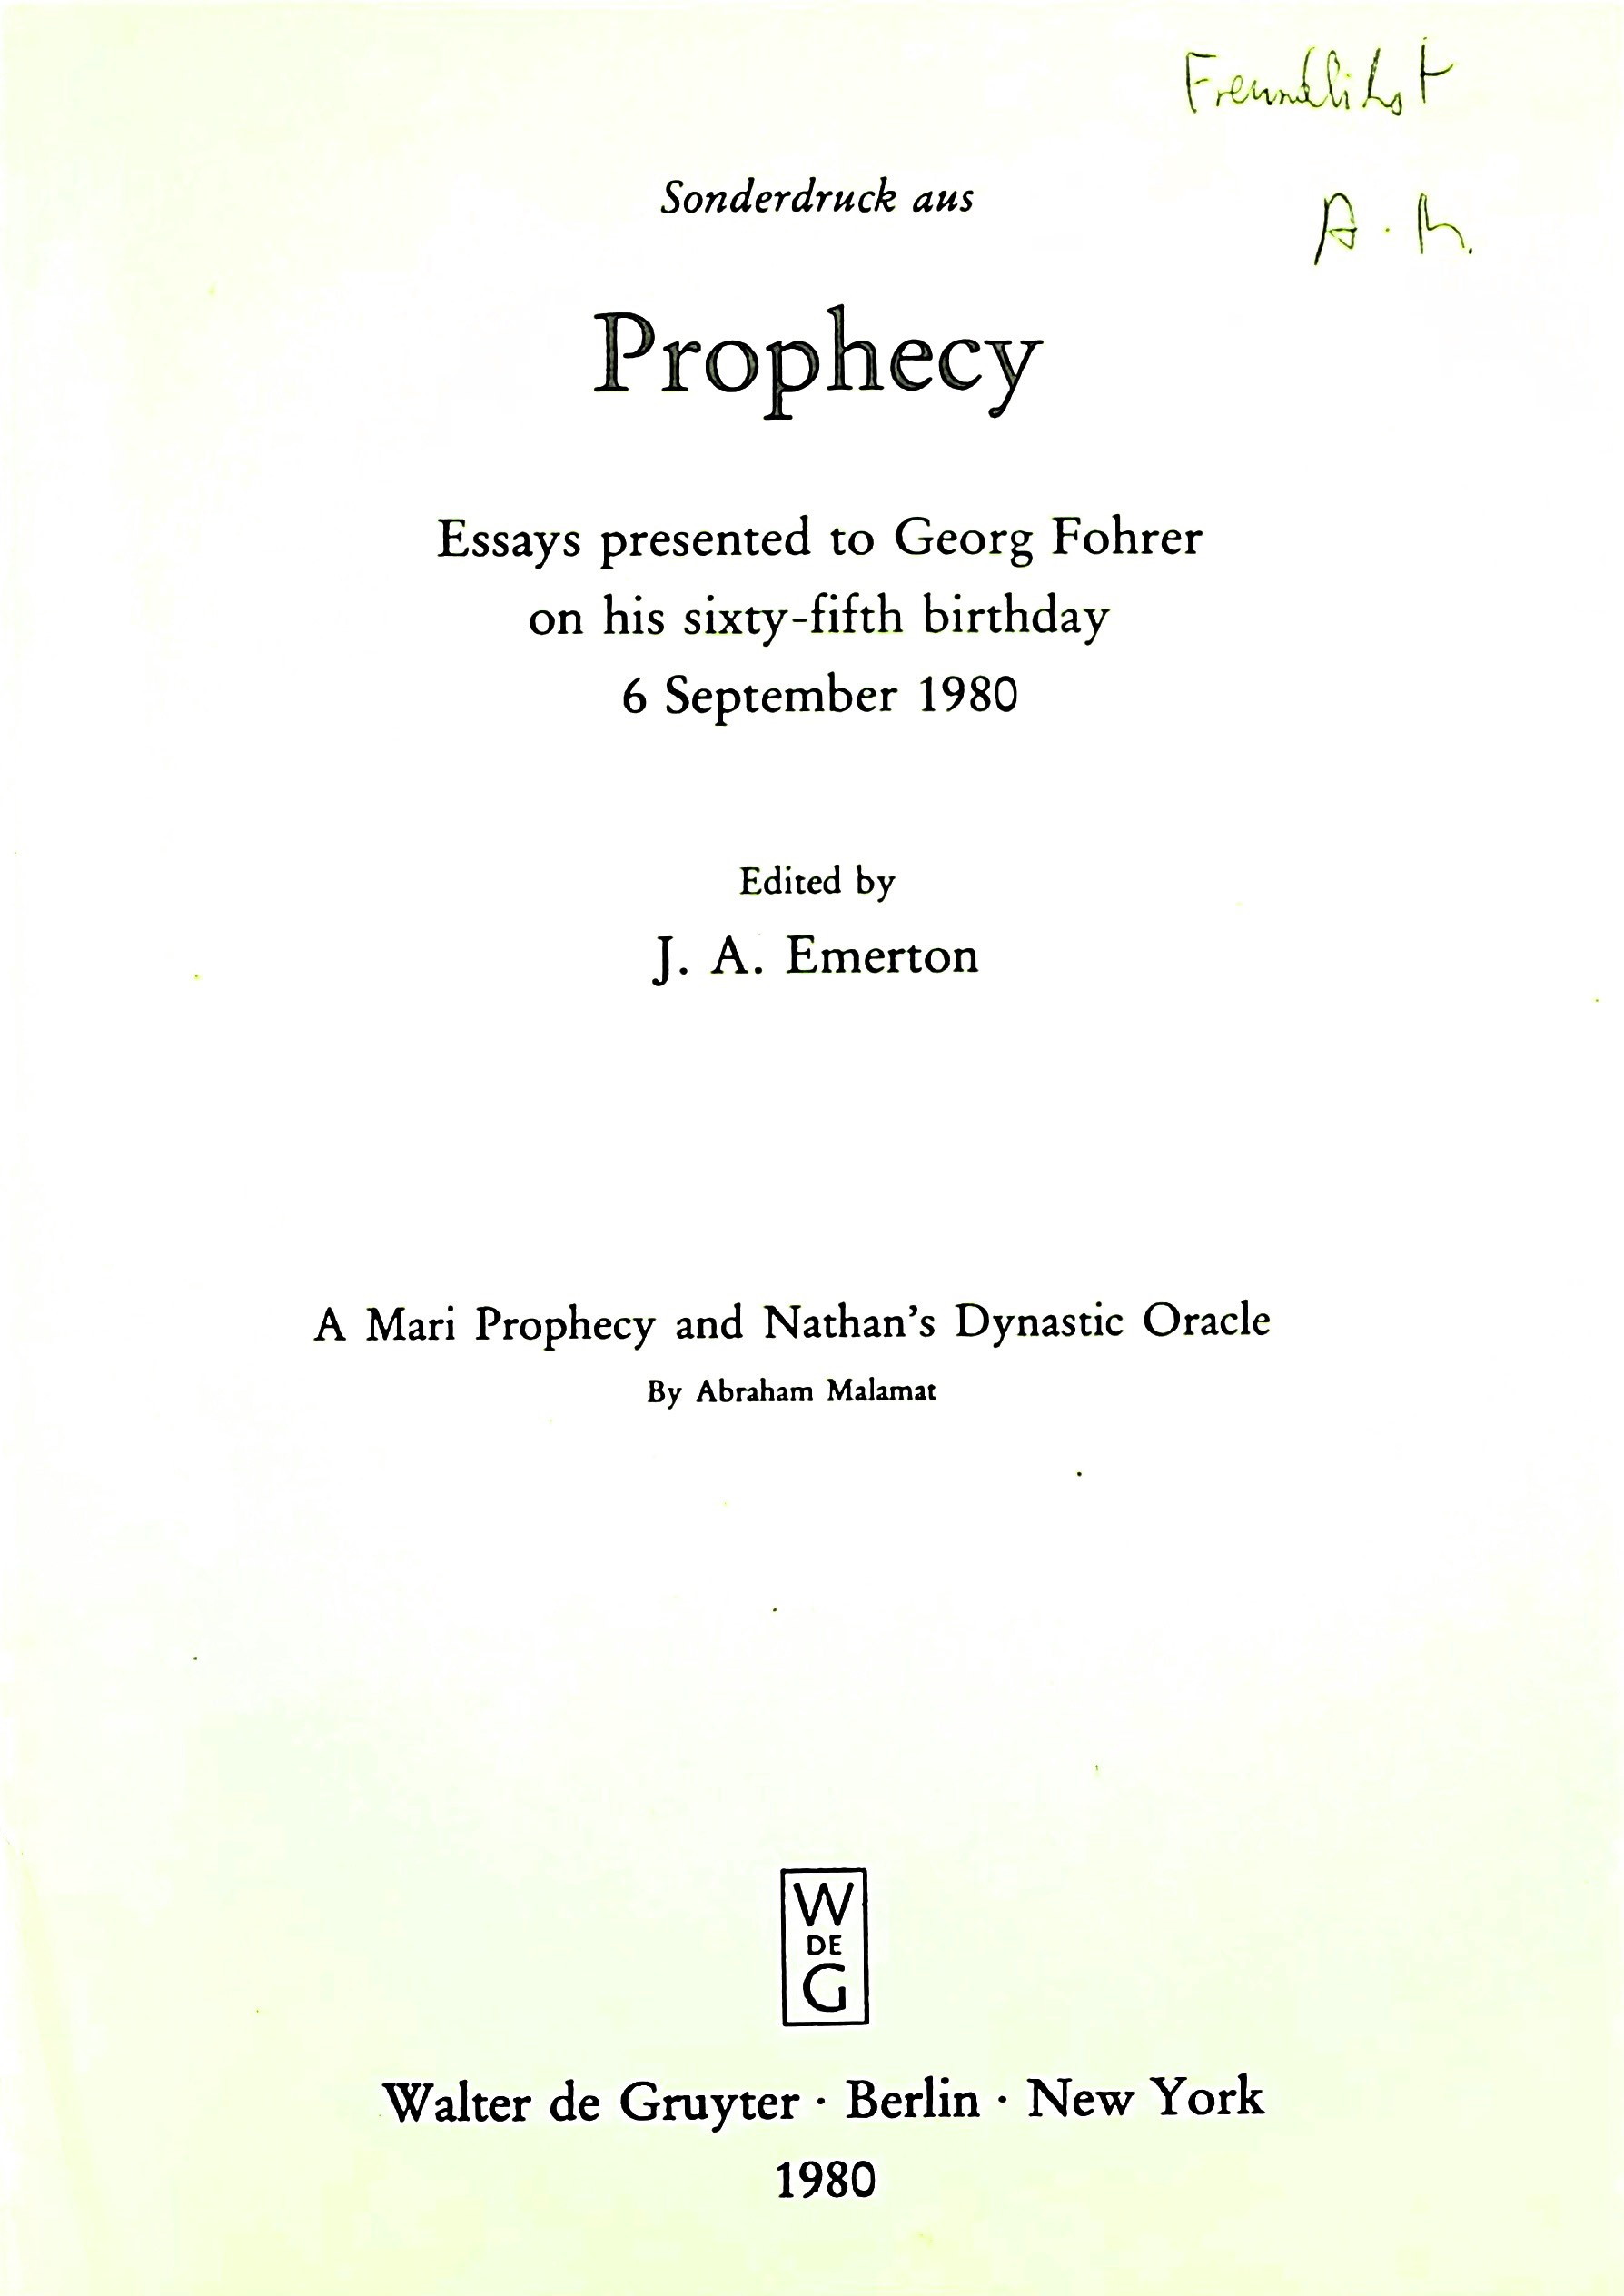 Freundlichst
Sonderdruck aus
A. M.
Prophecy
Essays presented to Georg Fohrer
on his sixty-fifth birthday
6 September 1980
Edited by
J. A. Emerton
A Mari Prophecy and Nathan’s Dynastic Oracle
By Abraham Malamat
W
DE
G
Walter de Gruyter · Berlin · New York
1980